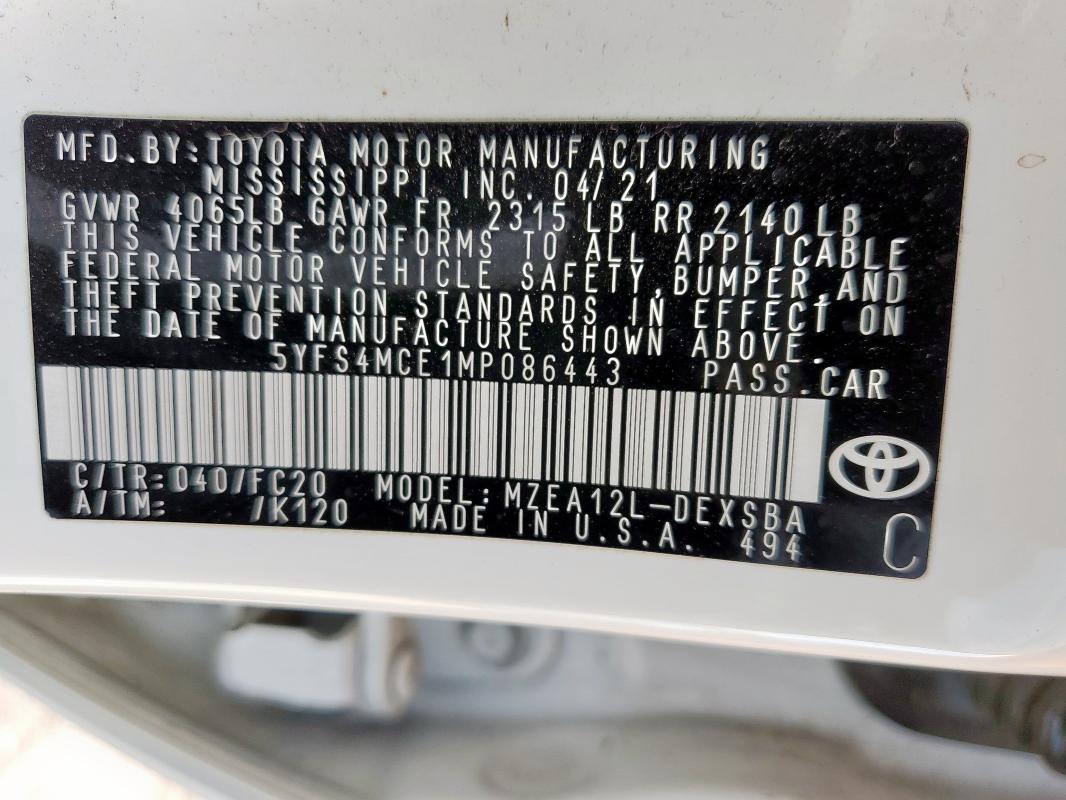 MFD.BY:TOYOTA MOTOR MANUFACTURING
MISSISSIPPI INC. 04/21
GVWR 4065LB GAWR FR 2315 LB RR 2140 LB
THIS VEHICLE CONFORMS TO ALL APPLICABLE
FEDERAL MOTOR VEHICLE SAFETY,BUMPER,AND
THEFT PREVENTION STANDARDS IN EFFECT ON
THE DATE OF MANUFACTURE SHOWN ABOVE.
5YFS4MCE1MP086443 PASS.CAR
C/TR:040/FC20 MODEL:MZEA12L-DEXSBA
A/TM: /K120 MADE IN U.S.A. 494
C